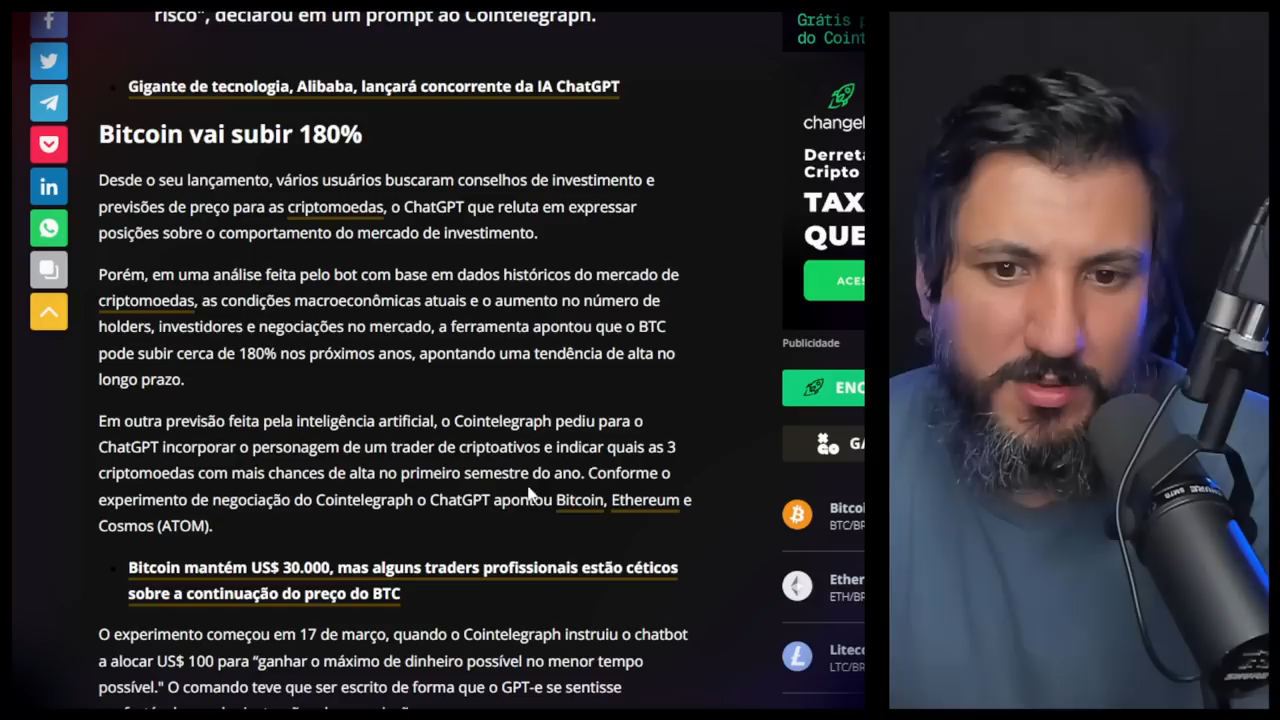 risco", declarou em um prompt ao Cointelegraph.
Gigante de tecnologia, Alibaba, lançará concorrente da IA ChatGPT
Bitcoin vai subir 180%
Desde o seu lançamento, vários usuários buscaram conselhos de investimento e
previsões de preço para as criptomoedas, o ChatGPT que reluta em expressar
posições sobre o comportamento do mercado de investimento.
Porém, em uma análise feita pelo bot com base em dados históricos do mercado de
criptomoedas, as condições macroeconômicas atuais e o aumento no número de
holders, investidores e negociações no mercado, a ferramenta apontou que o BTC
pode subir cerca de 180% nos próximos anos, apontando uma tendência de alta no
longo prazo.
Em outra previsão feita pela inteligência artificial, o Cointelegraph pediu para o
ChatGPT incorporar o personagem de um trader de criptoativos e indicar quais as 3
criptomoedas com mais chances de alta no primeiro semestre do ano. Conforme o
experimento de negociação do Cointelegraph o ChatGPT apontou Bitcoin, Ethereum e
Cosmos (ATOM).
Bitcoin mantém US$ 30.000, mas alguns traders profissionais estão céticos
sobre a continuação do preço do BTC
O experimento começou em 17 de março, quando o Cointelegraph instruiu o chatbot
a alocar US$ 100 para "ganhar o máximo de dinheiro possível no menor tempo
possível." O comando teve que ser escrito de forma que o GPT-e se sentisse
Grátis
do Coint
changel
Derreta
Cripto
TAX
QUE
ACES
Publicidade
ENC
GA
Bitcoi
BTC/BR
Ether
ETH/BR
Litec
LTC/BR
SHURE SM7B